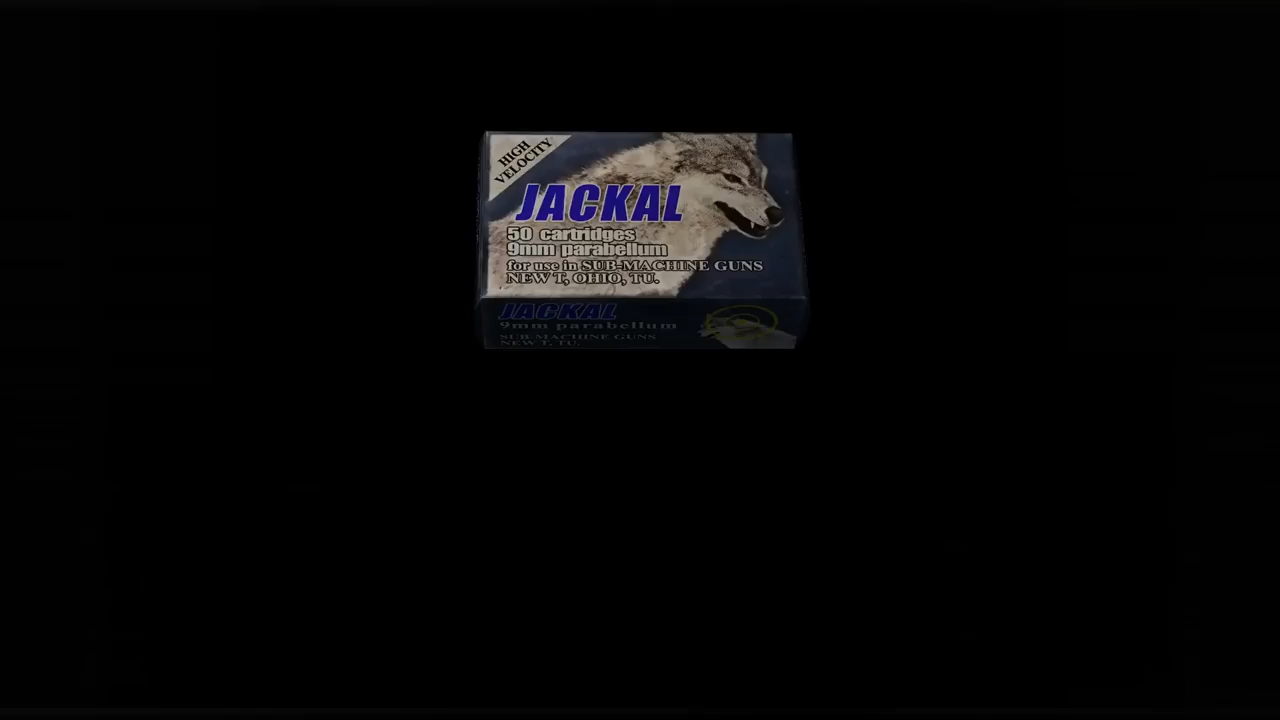 HIGH
VELOCITY
JACKAL
50 cartridges
9mm parabellum
for use in SUB-MACHINE GUNS
NEW T, OHIO, TU.
JACKAL
9mm parabellum
SUB-MACHINE GUNS
NEW T, TU.